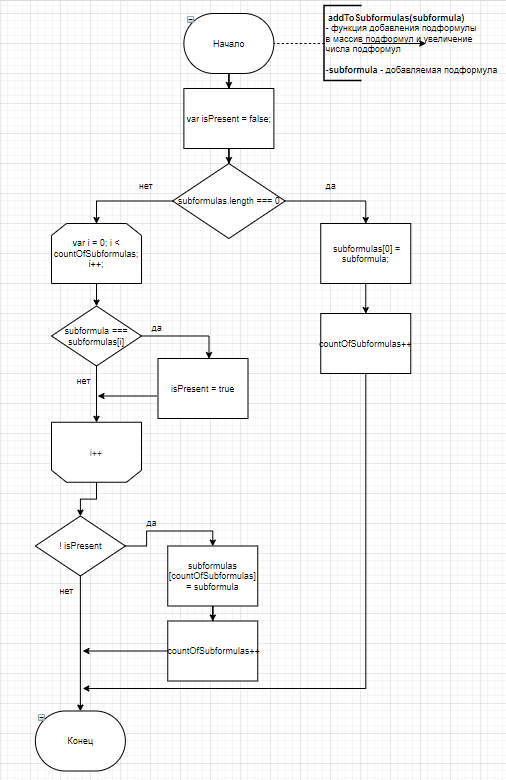 addToSubformulas(subformula)
- функция добавления подформулы
в массив подформул и увеличение
числа подформул
-subformula - добавляемая подформула
Начало
var isPresent = false;
subformulas.length === 0
нет
да
var i = 0; i <
countOfSubformulas;
i++;
subformulas[0] =
subformula;
subformula ===
subformulas[i]
да
countOfSubformulas++
нет
isPresent = true
i++
! isPresent
да
нет
subformulas
[countOfSubformulas]
= subformula
countOfSubformulas++
Конец